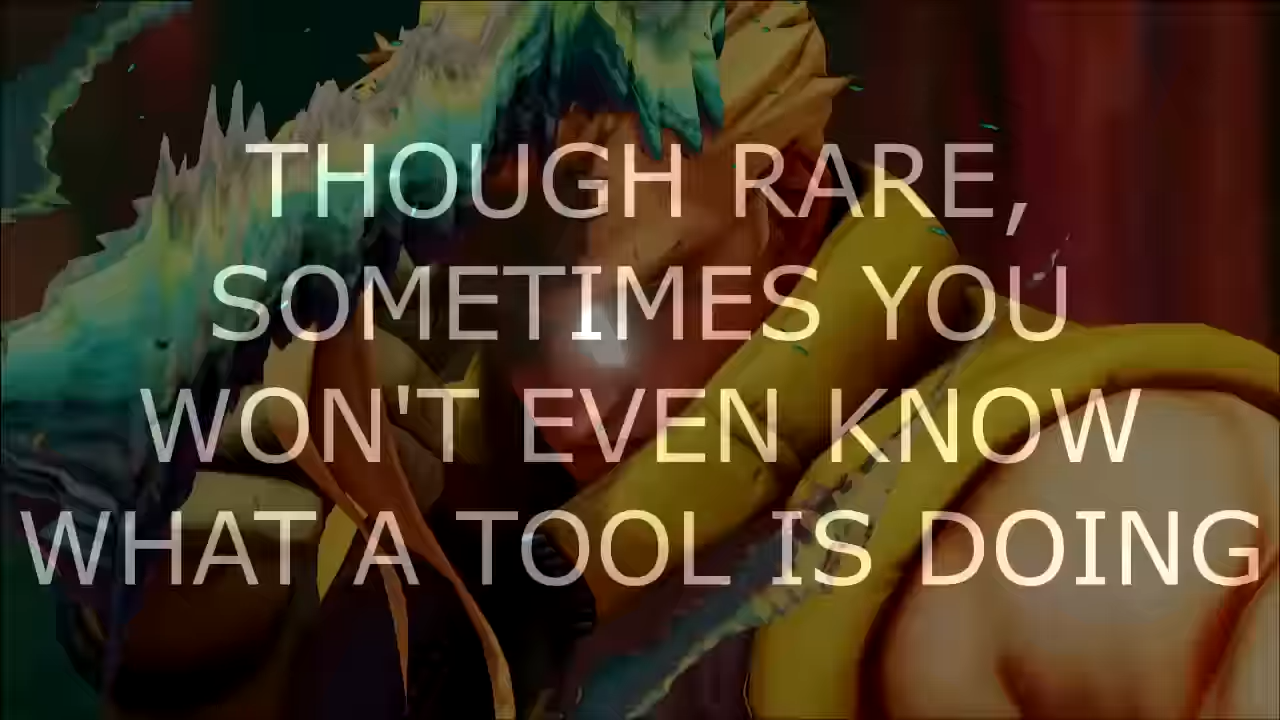 THOUGH RARE,
SOMETIMES YOU
WON'T EVEN KNOW
WHAT A TOOL IS DOING